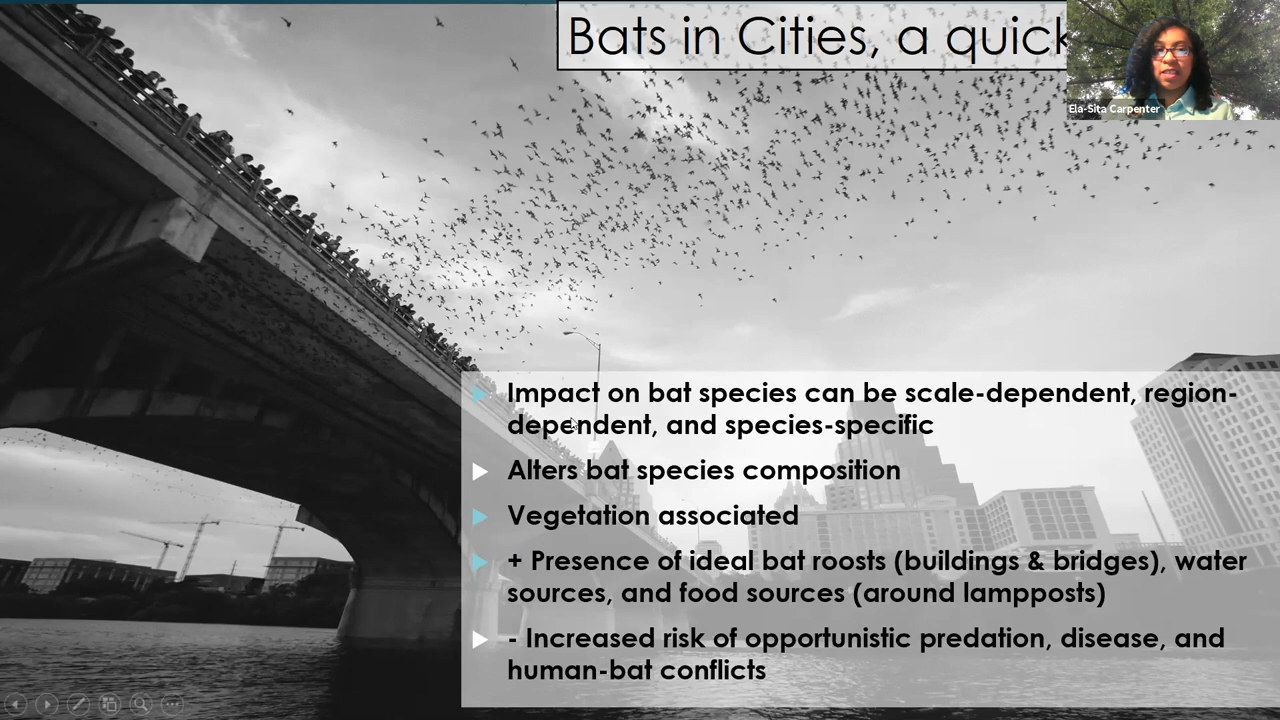 Bats in Cities, a quick
Ela-Sita Carpenter
Impact on bat species can be scale-dependent, region-
dependent, and species-specific
Alters bat species composition
Vegetation associated
+ Presence of ideal bat roosts (buildings & bridges), water
sources, and food sources (around lampposts)
- Increased risk of opportunistic predation, disease, and
human-bat conflicts